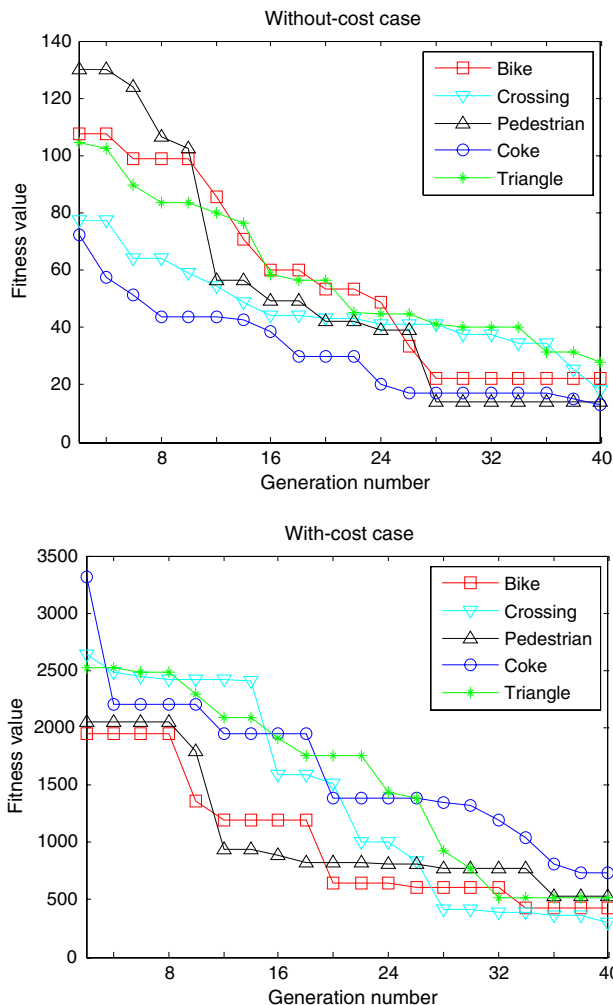 Without-cost case
140
120
100
80
60
40
20
0
Fitness value
Bike
Crossing
Pedestrian
Coke
Triangle
8
16
24
32
40
Generation number
With-cost case
3500
3000
2500
2000
1500
1000
500
0
Fitness value
Bike
Crossing
Pedestrian
Coke
Triangle
8
16
24
32
40
Generation number